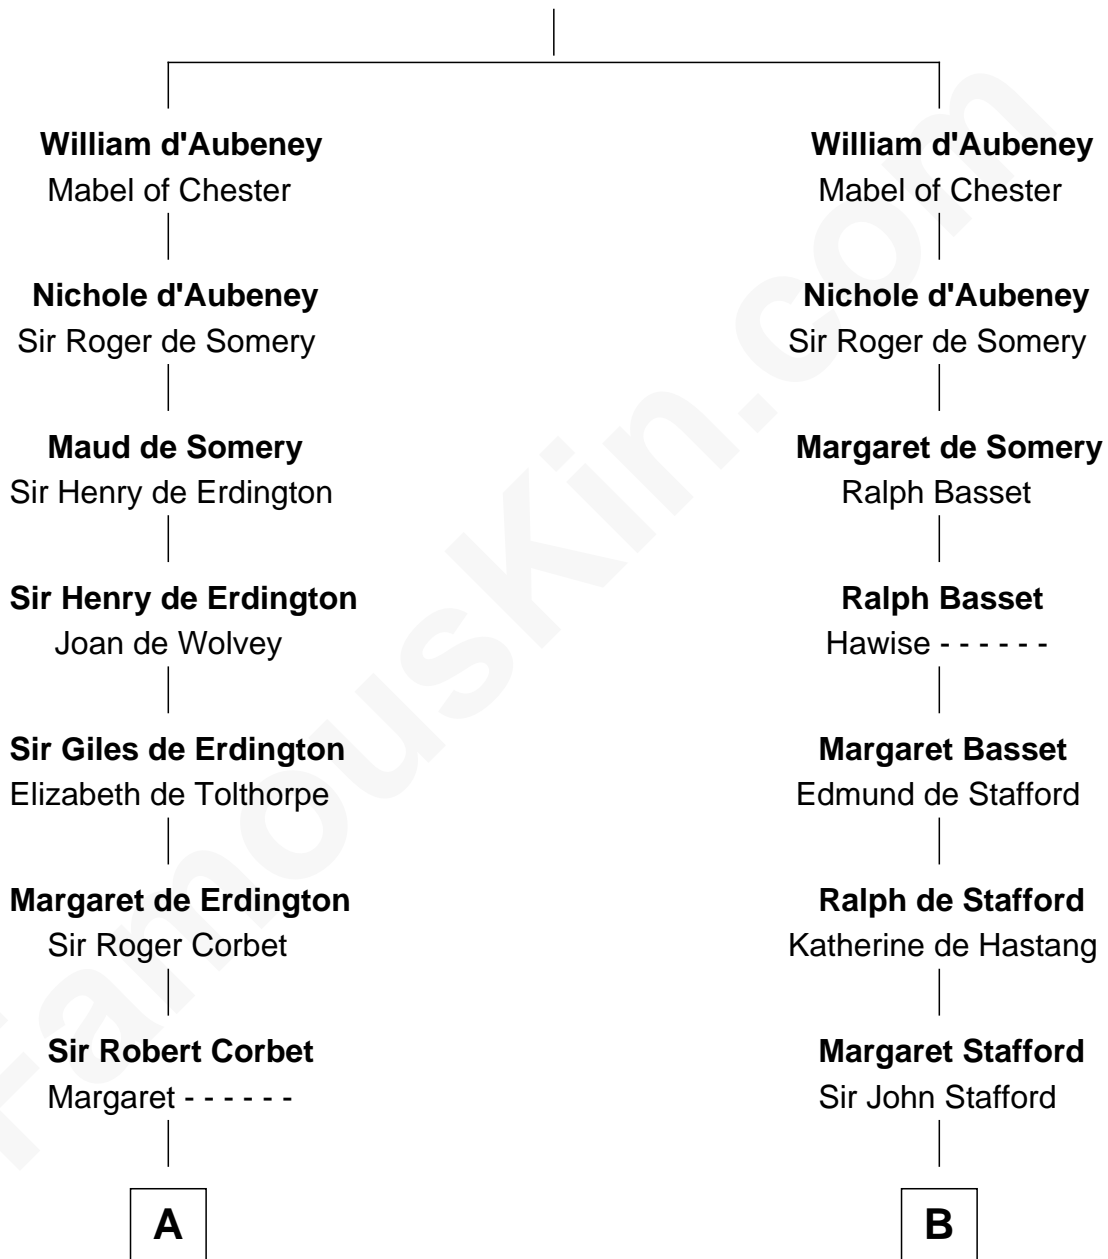 William d'Aubeney
Mabel of Chester
Nichole d'Aubeney
Sir Roger de Somery
Maud de Somery
Sir Henry de Erdington
Sir Henry de Erdington
Joan de Wolvey
Sir Giles de Erdington
Elizabeth de Tolthorpe
Margaret de Erdington
Sir Roger Corbet
Sir Robert Corbet
Margaret - - - - - -
A
William d'Aubeney
Mabel of Chester
Nichole d'Aubeney
Sir Roger de Somery
Margaret de Somery
Ralph Basset
Ralph Basset
Hawise - - - - - -
Margaret Basset
Edmund de Stafford
Ralph de Stafford
Katherine de Hastang
Margaret Stafford
Sir John Stafford
B
FamousKin.com